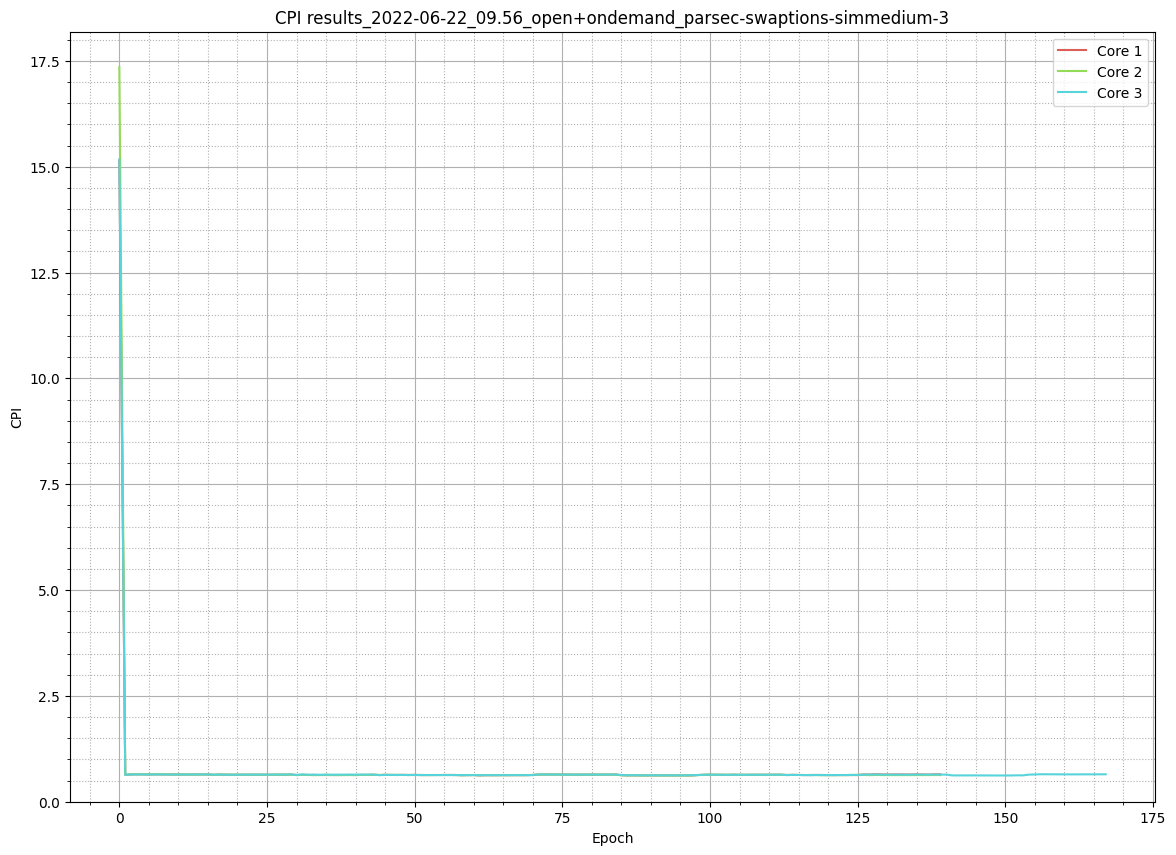 CPI results_2022-06-22_09.56_open+ondemand_parsec-swaptions-simmedium-3
Core 1
Core 2
Core 3
CPI
17.5
15.0
12.5
10.0
7.5
5.0
2.5
0.0
0 25 50 75 100 125 150 175
Epoch